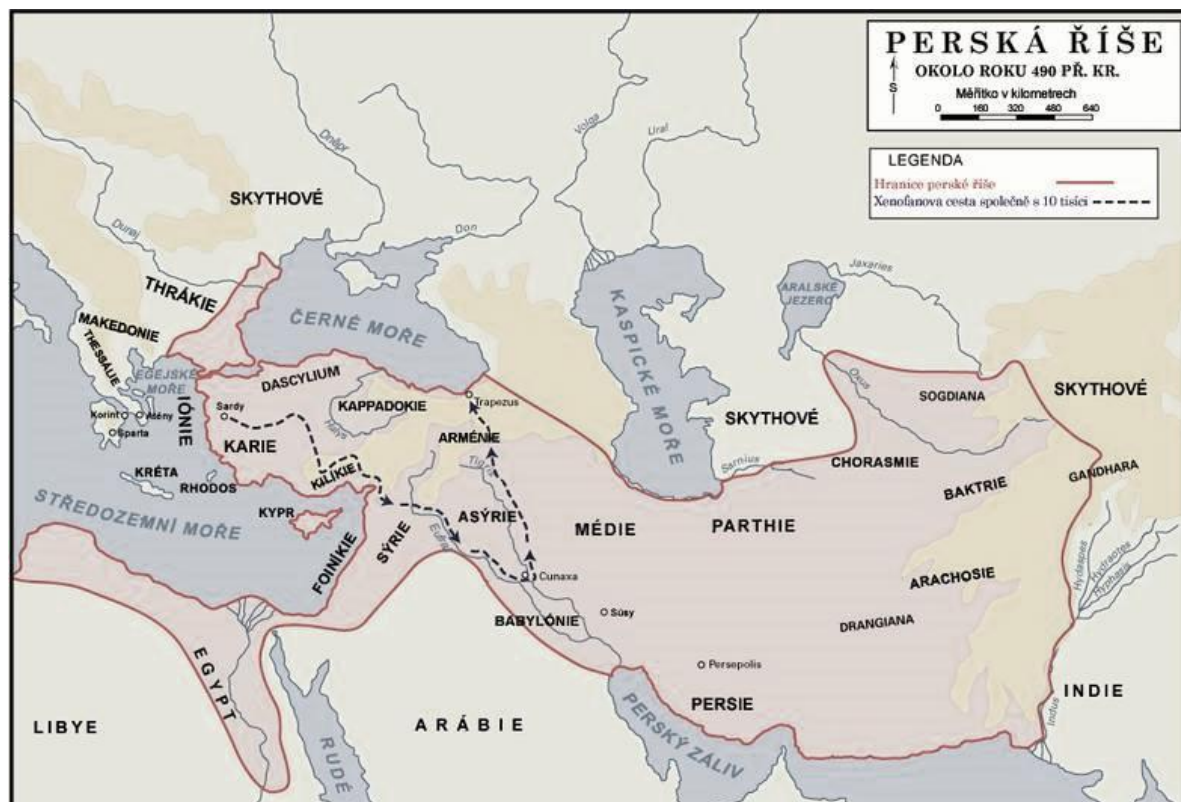 PERSKÁ ŘÍŠE
OKOLO ROKU 490 PŘ. KR.
S
Měřítko v kilometrech
0 160 320 480 640
LEGENDA
Hranice perské říše
Xenofanova cesta společně s 10 tisíci
Volga
Ural
Dněpr
SKYTHOVÉ
Don
Dunaj
Jaxartes
ARALSKÉ
JEZERO
THRÁKIE
KASPICKÉ MOŘE
ČERNÉ MOŘE
MAKEDONIE
THESSALIE
EGEJSKÉ
MOŘE
DASCYLIUM
Oxus
SOGDIANA
SKYTHOVÉ
KAPPADOKIE
Trapezus
IÓNIE
Sardy
Korint
Atény
SKYTHOVÉ
Halys
Sparta
ARMÉNIE
KARIE
CHORASMIE
Sarnius
GANDHARA
KILIKIE
Tigris
KRÉTA
RHODOS
BAKTRIE
STŘEDOZEMNÍ MOŘE
KYPR
ASÝRIE
MÉDIE
PARTHIE
SÝRIE
Eufrat
FOINÍKIE
Cunaxa
ARACHOSIE
Hydaspes
Hydraotes
Hyphasis
BABYLÓNIE
Súsy
DRANGIANA
EGYPT
Persepolis
INDIE
PERSIE
Indus
LIBYE
ARÁBIE
RUDÉ
PERSKÝ ZÁLIV